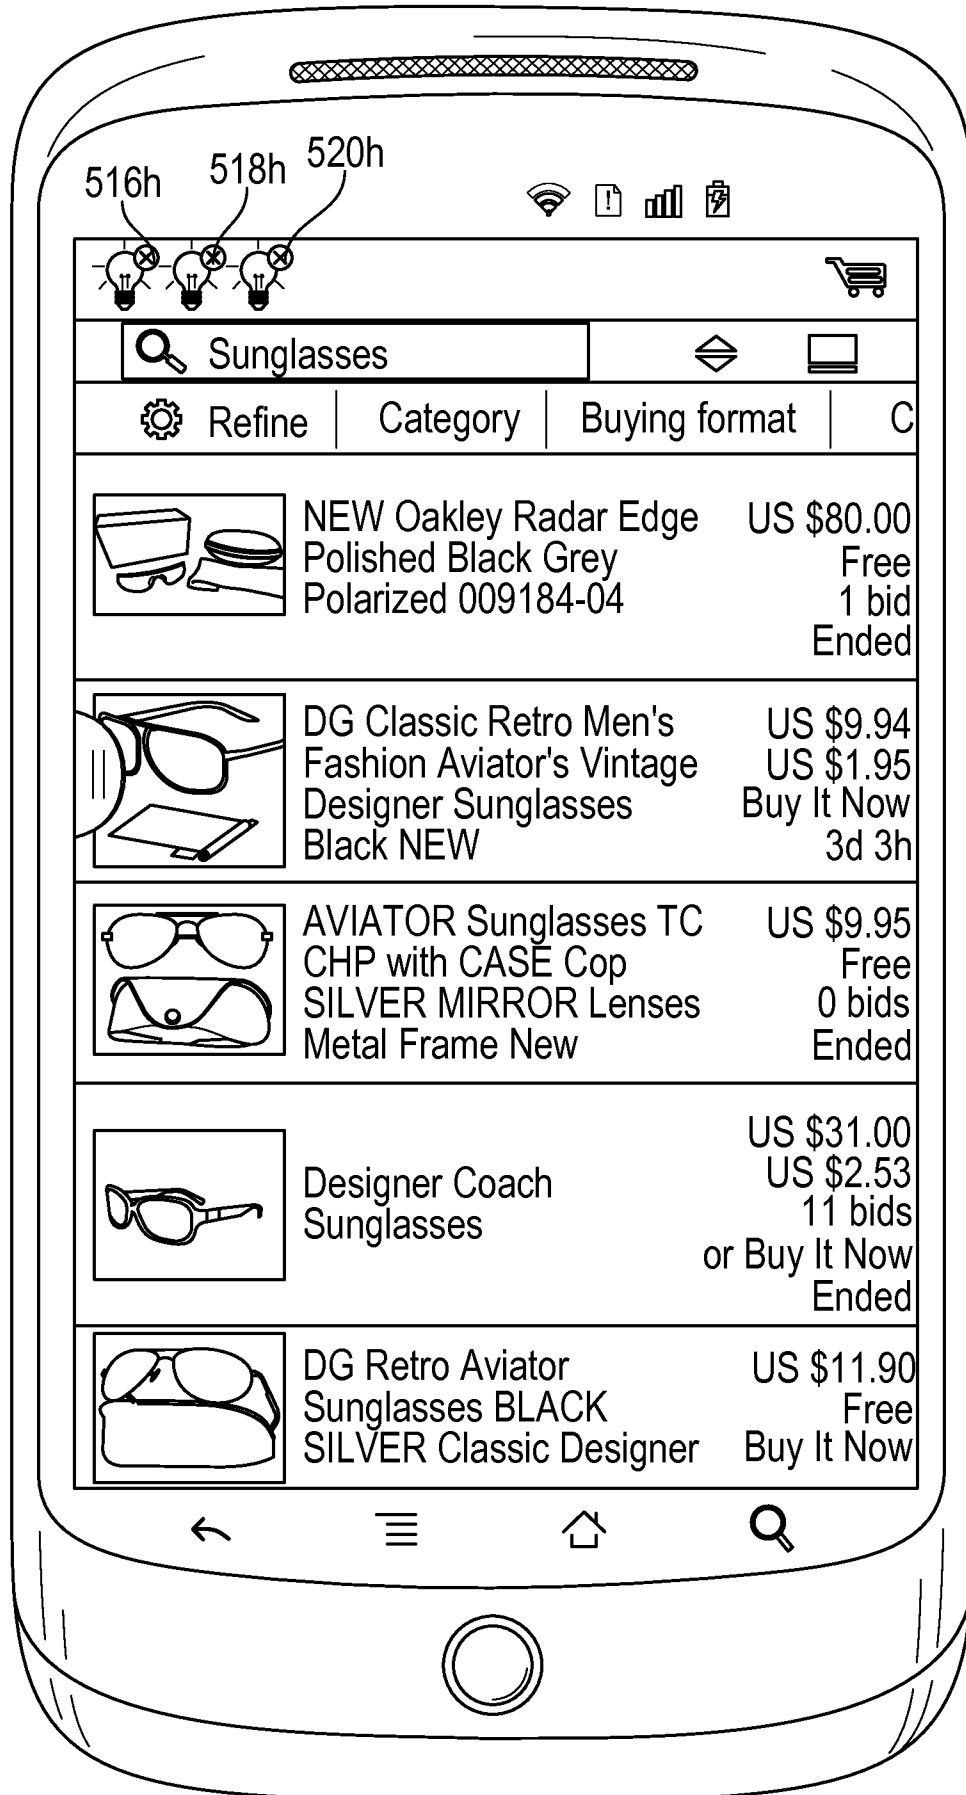 516h 518h 520h
Sunglasses
Refine Category Buying format C
NEW Oakley Radar Edge US $80.00
Polished Black Grey Free
Polarized 009184-04 1 bid
Ended
DG Classic Retro Men's US $9.94
Fashion Aviator's Vintage US $1.95
Designer Sunglasses Buy It Now
Black NEW 3d 3h
AVIATOR Sunglasses TC US $9.95
CHP with CASE Cop Free
SILVER MIRROR Lenses 0 bids
Metal Frame New Ended
US $31.00
Designer Coach US $2.53
Sunglasses 11 bids
or Buy It Now
Ended
DG Retro Aviator US $11.90
Sunglasses BLACK Free
SILVER Classic Designer Buy It Now